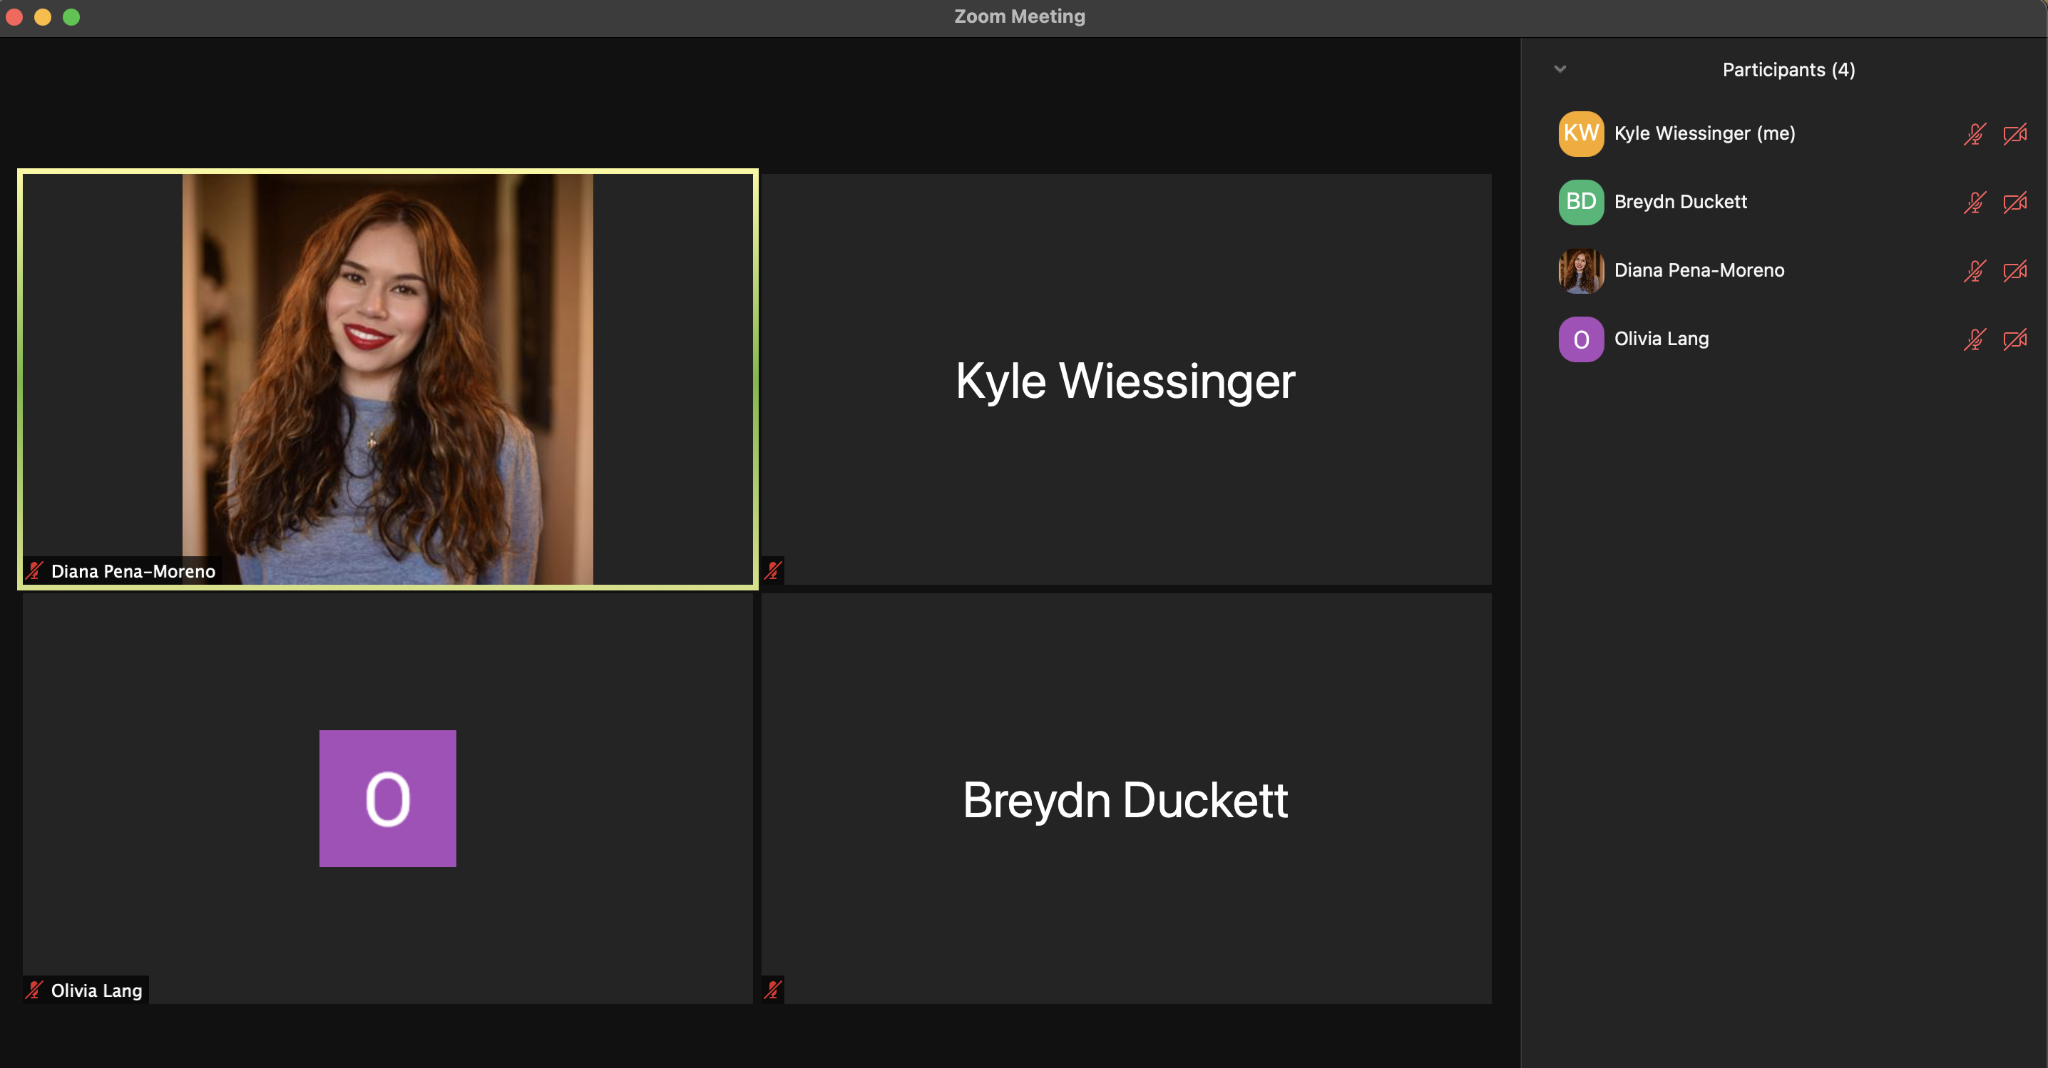 Zoom Meeting
Diana Pena-Moreno
Kyle Wiessinger
O
Olivia Lang
Breydn Duckett
Participants (4)
KW Kyle Wiessinger (me)
BD Breydn Duckett
Diana Pena-Moreno
O Olivia Lang